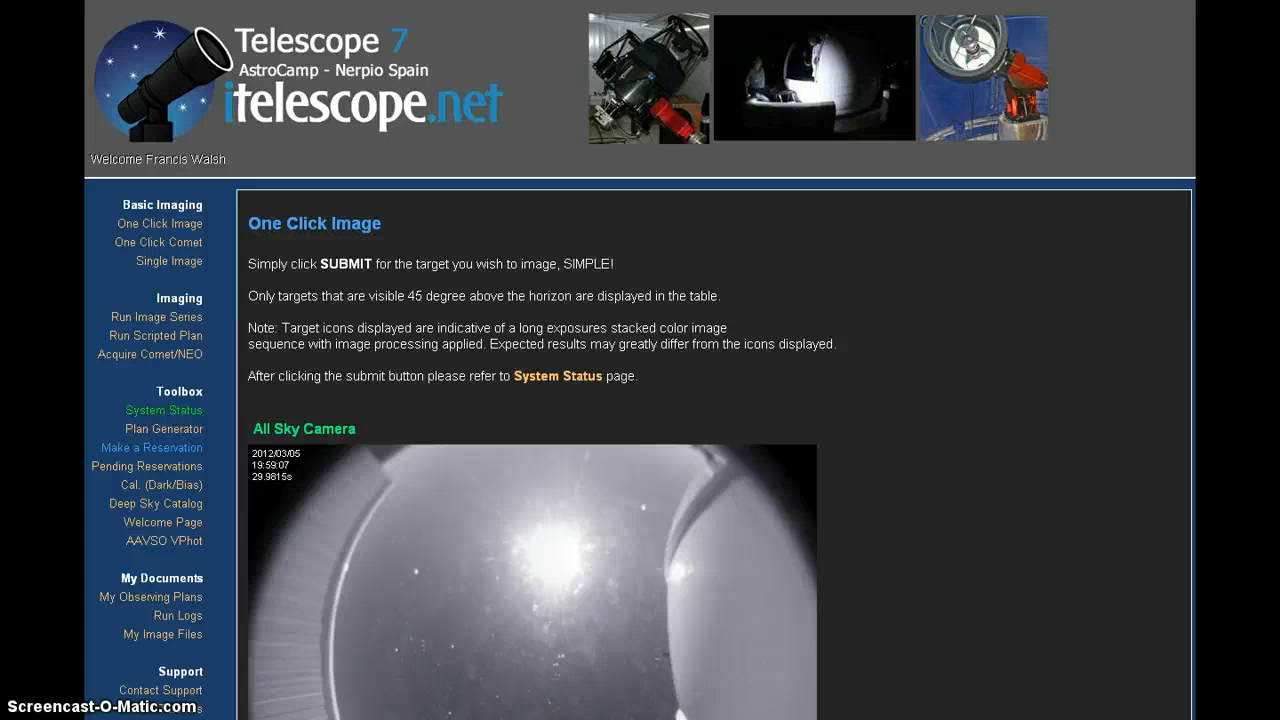 Telescope 7
AstroCamp - Nerpio Spain
itelescope.net
Welcome Francis Walsh
Basic Imaging
One Click Image
One Click Comet
Single Image
Imaging
Run Image Series
Run Scripted Plan
Acquire Comet/NEO
Toolbox
System Status
Plan Generator
Make a Reservation
Pending Reservations
Cal. (Dark/Bias)
Deep Sky Catalog
Welcome Page
AAVSO VPhot
My Documents
My Observing Plans
Run Logs
My Image Files
Support
Contact Support
One Click Image
Simply click SUBMIT for the target you wish to image, SIMPLE!
Only targets that are visible 45 degree above the horizon are displayed in the table.
Note: Target icons displayed are indicative of a long exposures stacked color image
sequence with image processing applied. Expected results may greatly differ from the icons displayed.
After clicking the submit button please refer to System Status page.
All Sky Camera
2012/03/05
19:59:07
29.9815s
Screencast-O-Matic.com